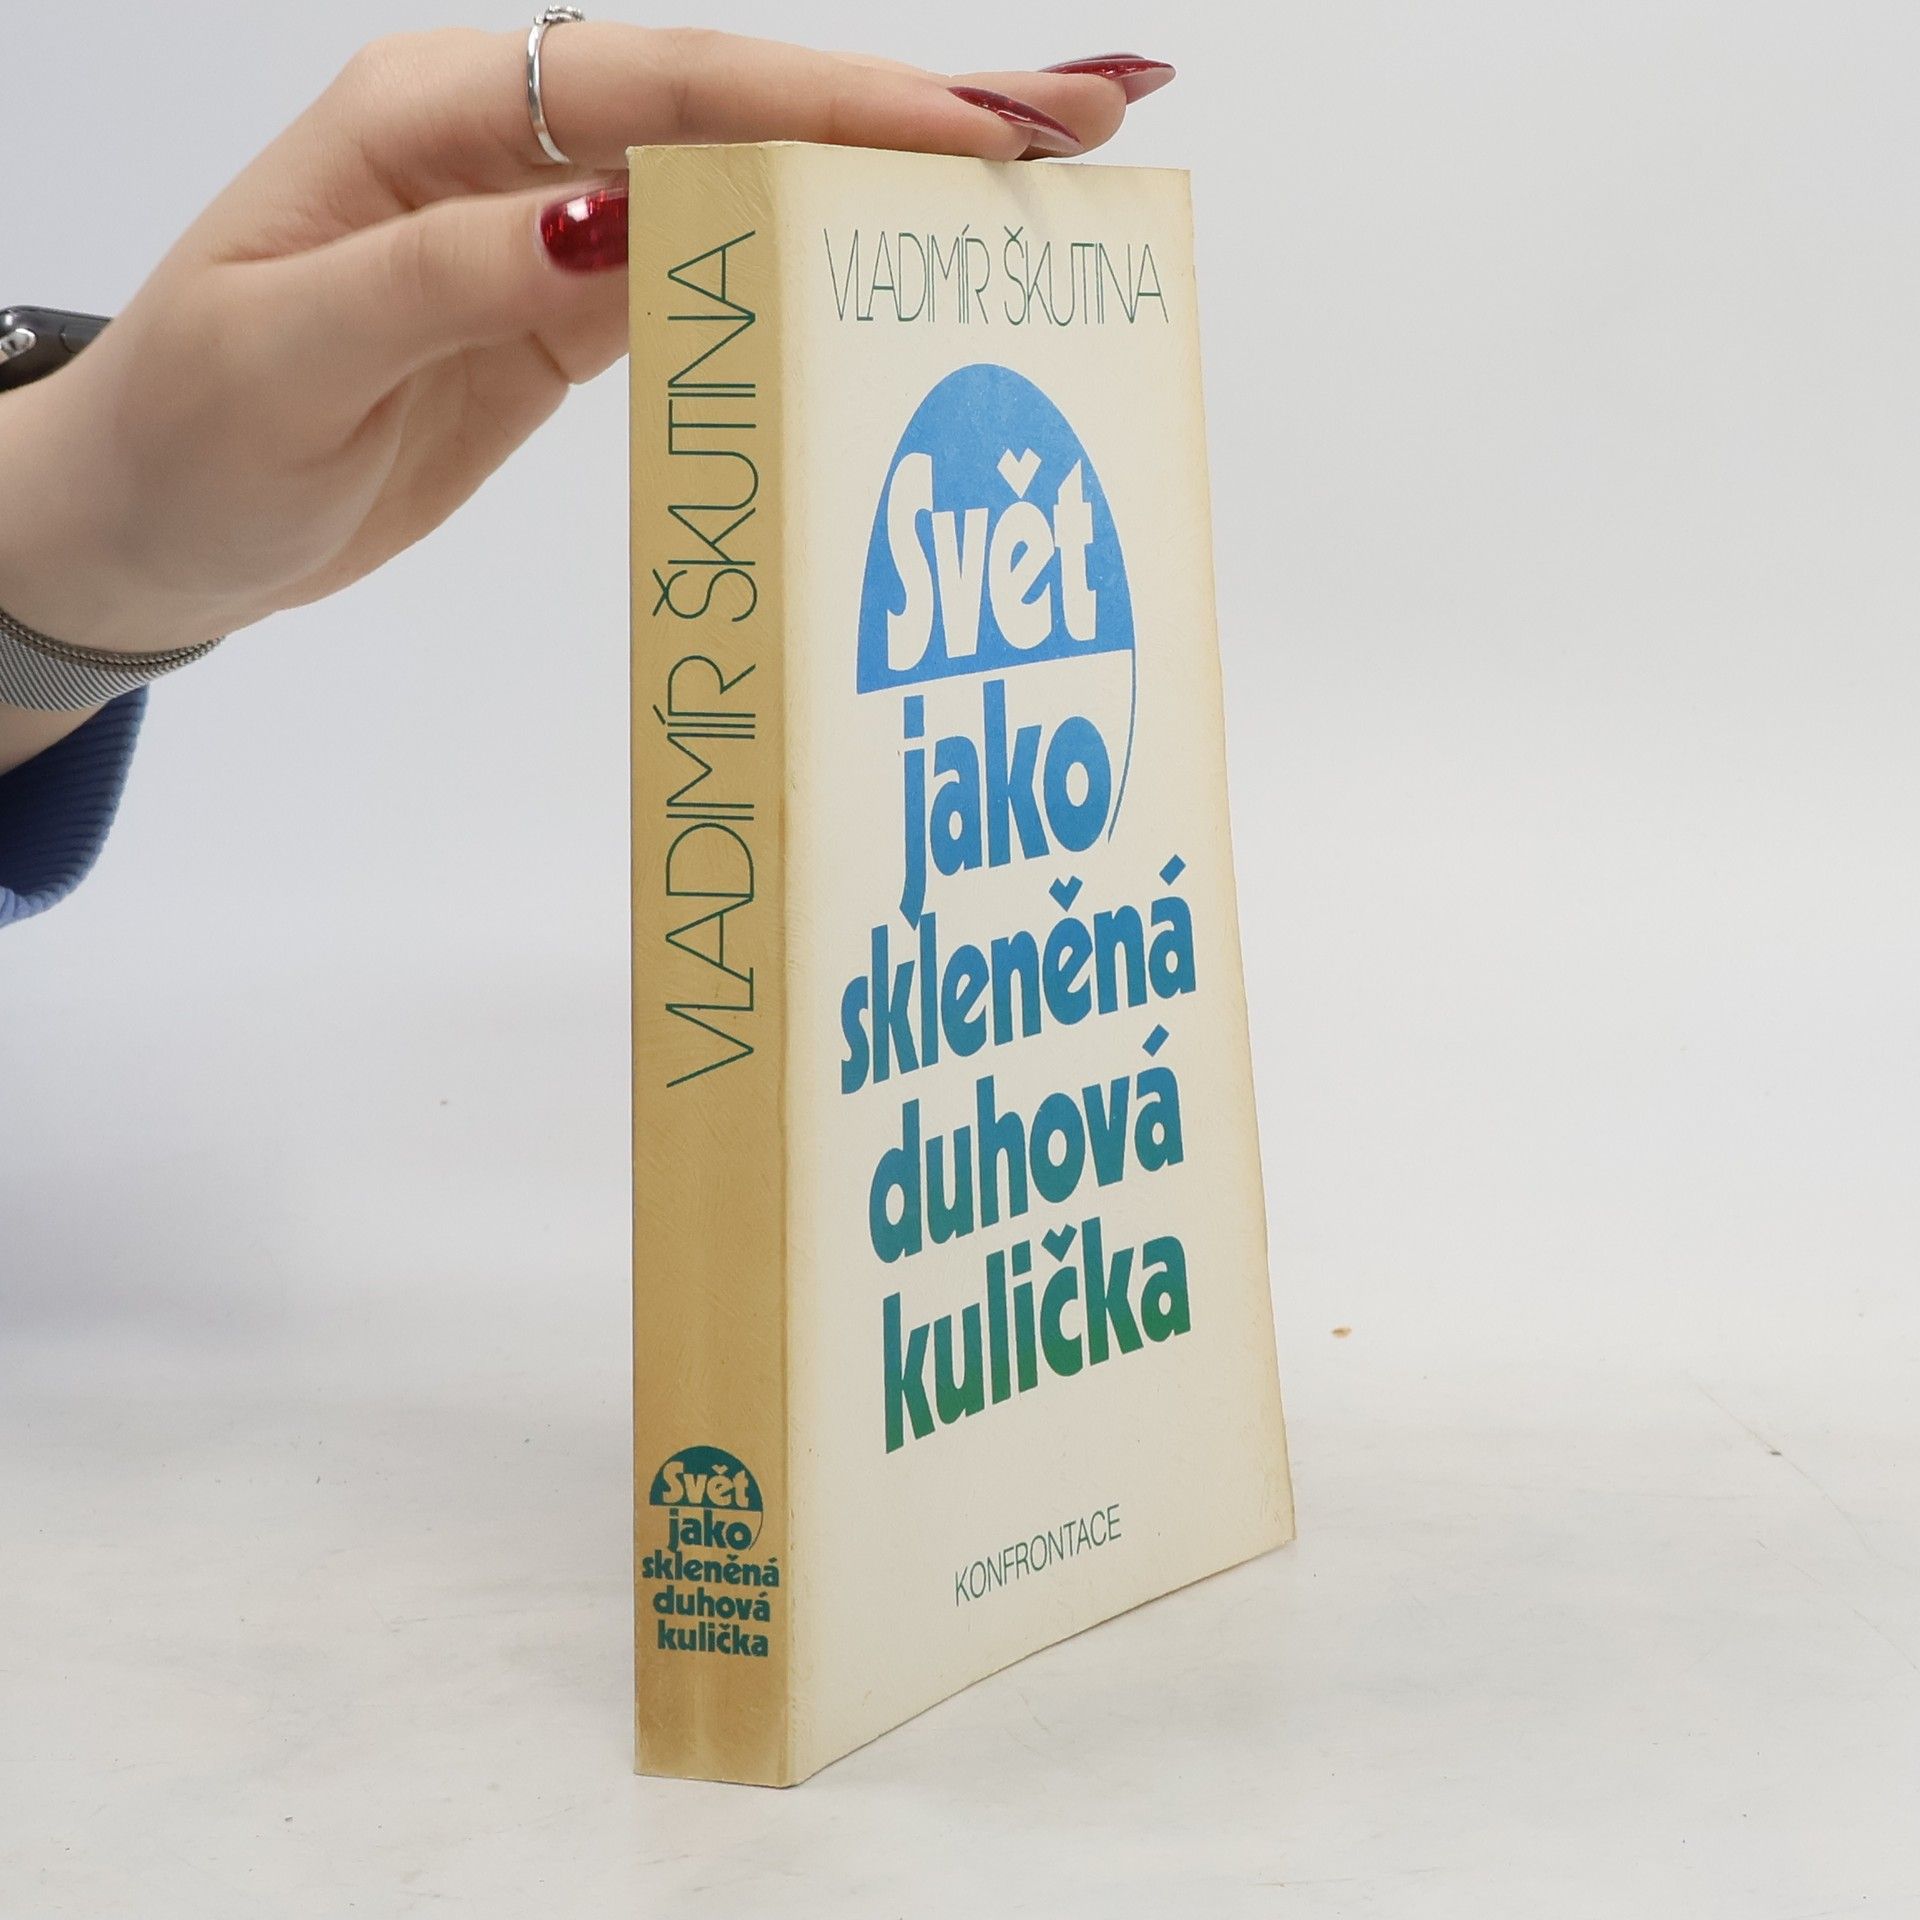 VLADIMÍR ŠKUTINA
Svět
jako
skleněná
duhová
kulička
KONFRONTACE
VLADIMÍR ŠKUTINA
Svět
jako
skleněná
duhová
kulička